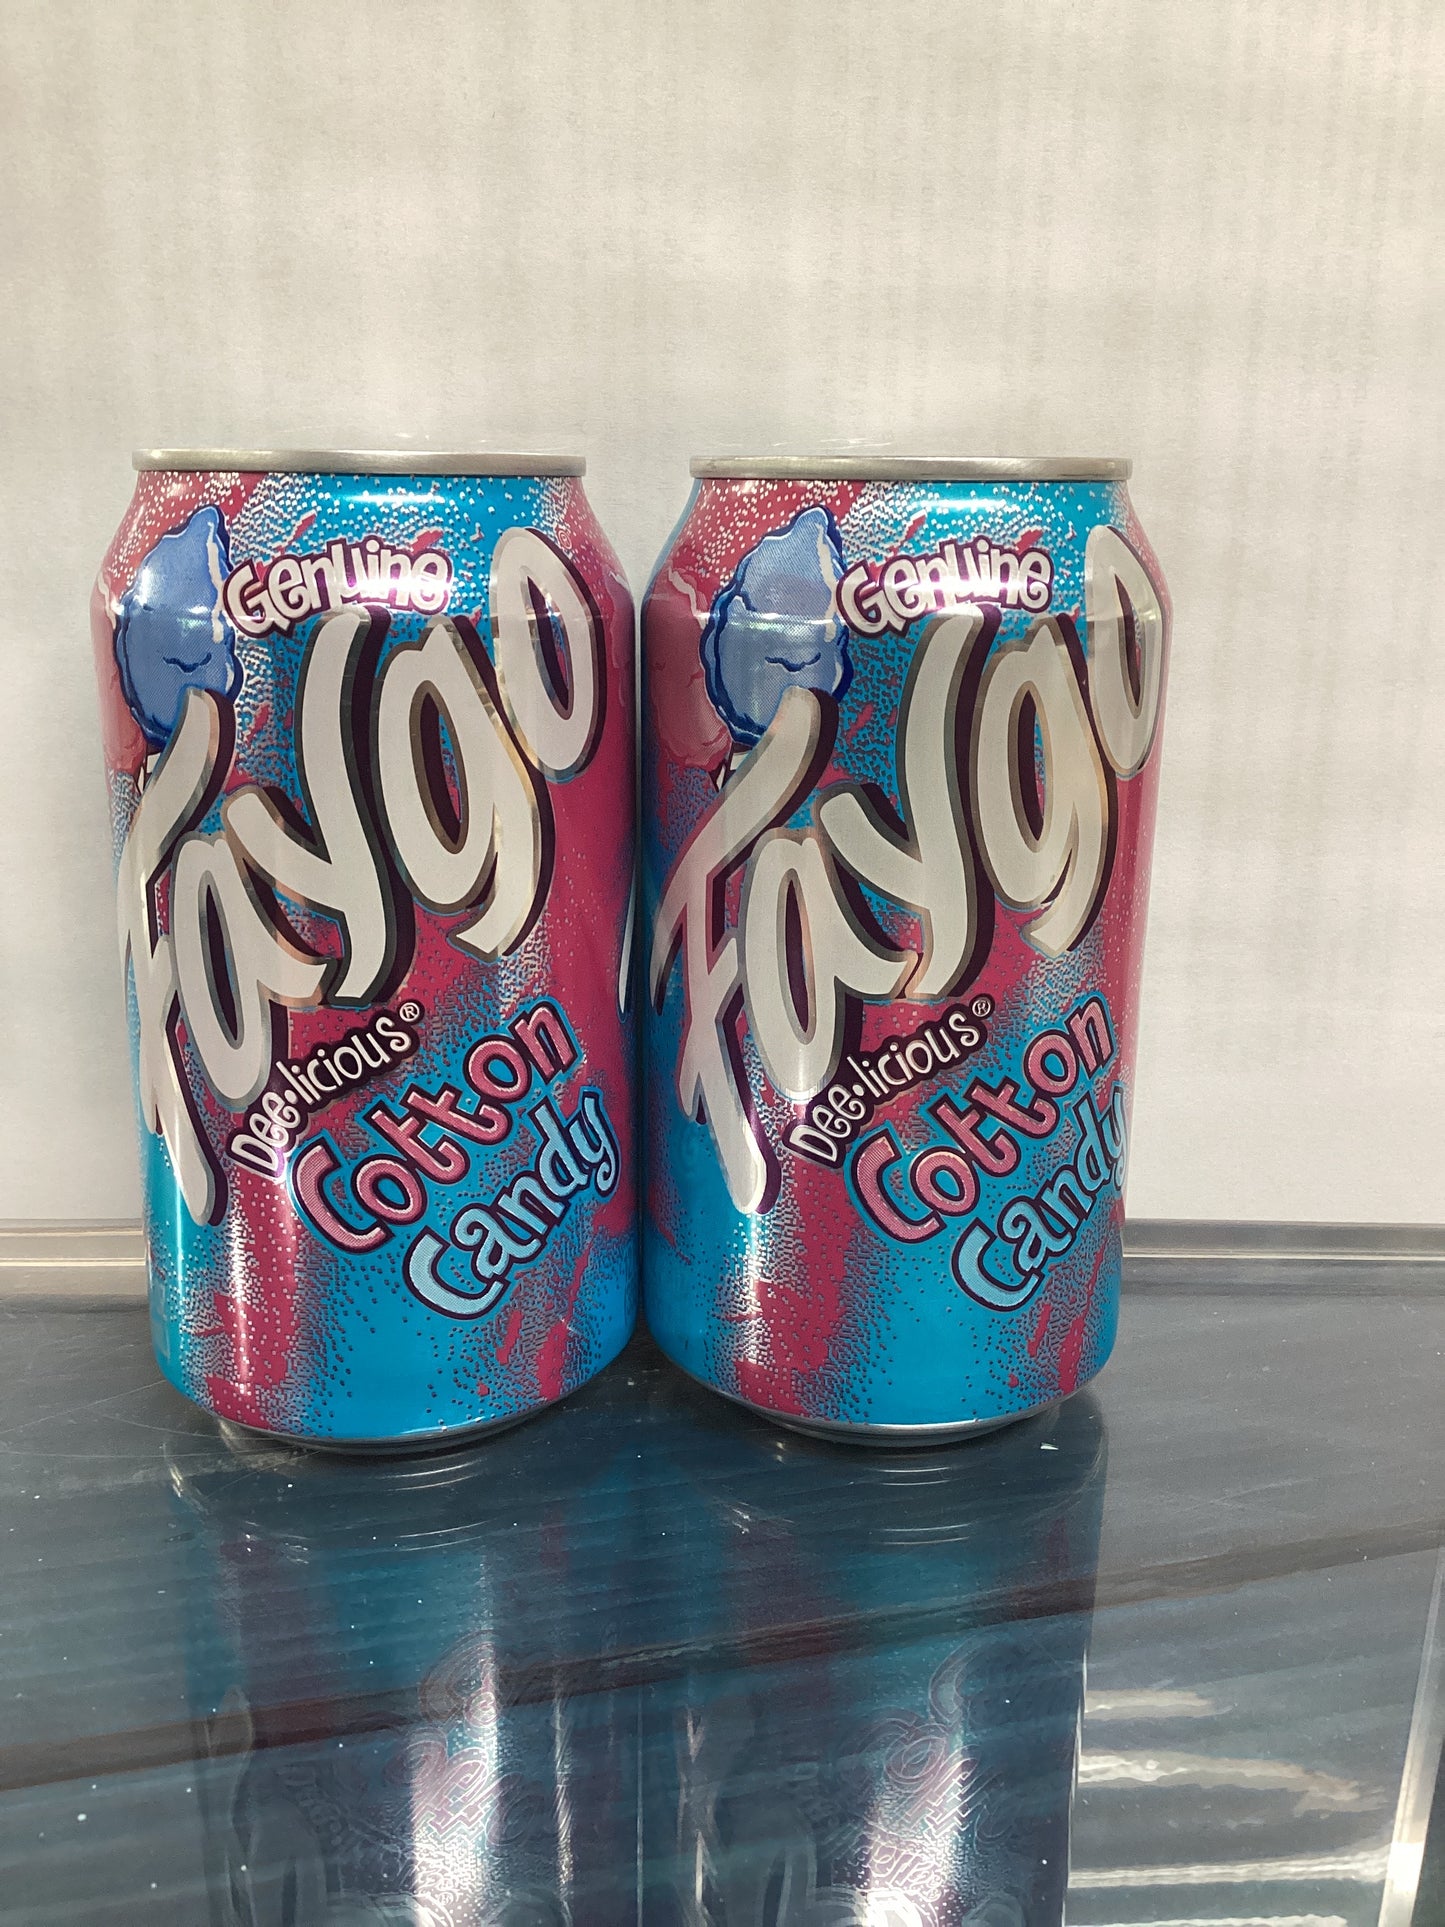 Genuine
Faygo
Dee•licious®
Cotton
Candy
Genuine
Faygo
Dee•licious®
Cotton
Candy